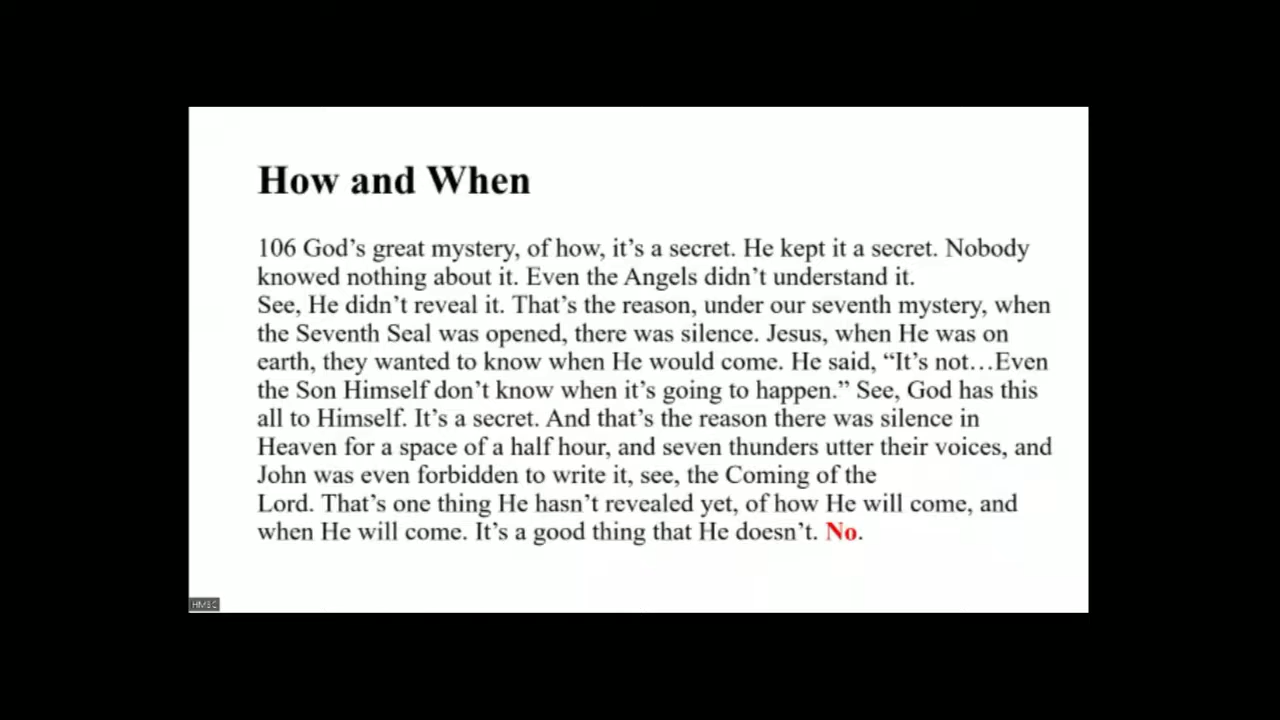 How and When
106 God’s great mystery, of how, it’s a secret. He kept it a secret. Nobody
knowed nothing about it. Even the Angels didn’t understand it.
See, He didn’t reveal it. That’s the reason, under our seventh mystery, when
the Seventh Seal was opened, there was silence. Jesus, when He was on
earth, they wanted to know when He would come. He said, “It’s not…Even
the Son Himself don’t know when it’s going to happen.” See, God has this
all to Himself. It’s a secret. And that’s the reason there was silence in
Heaven for a space of a half hour, and seven thunders utter their voices, and
John was even forbidden to write it, see, the Coming of the
Lord. That’s one thing He hasn’t revealed yet, of how He will come, and
when He will come. It’s a good thing that He doesn’t. No.